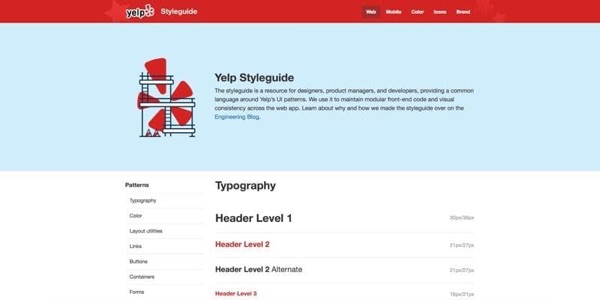 yelp Styleguide Web Mobile Color Icons Brand
Yelp Styleguide
The styleguide is a resource for designers, product managers, and developers, providing a common
language around Yelp's UI patterns. We use it to maintain modular front-end code and visual
consistency across the web app. Learn about why and how we made the styleguide over on the
Engineering Blog.
Patterns
Typography
Color
Layout utilities
Links
Buttons
Containers
Forms
Typography
Header Level 1 30px/39px
Header Level 2 21px/27px
Header Level 2 Alternate 21px/27px
Header Level 3 16px/21px